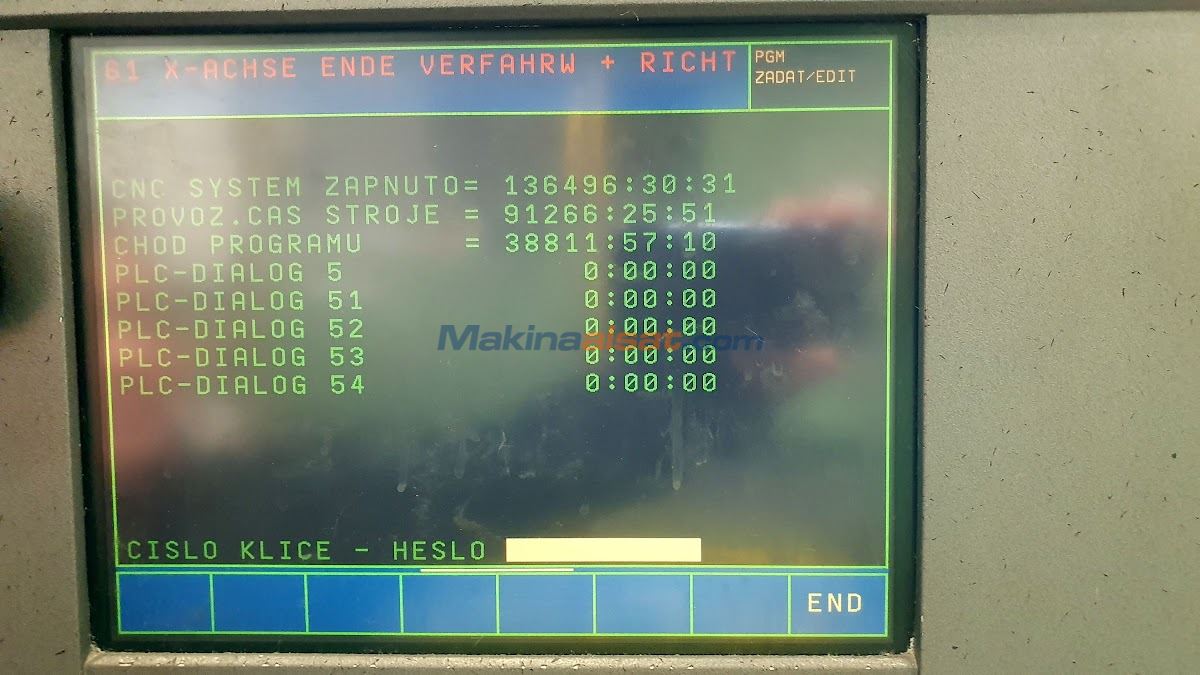 61 X-ACHSE ENDE VERFAHRW + RICHT
PGM
ZADAT/EDIT
CNC SYSTEM ZAPNUTO= 136496:30:31
PROVOZ.CAS STROJE = 91266:25:51
CHOD PROGRAMU = 38811:57:10
PLC-DIALOG 5 0:00:00
PLC-DIALOG 51 0:00:00
PLC-DIALOG 52 0:00:00
PLC-DIALOG 53 0:00:00
PLC-DIALOG 54 0:00:00
Makinaalsat.com
CISLO KLICE - HESLO
END